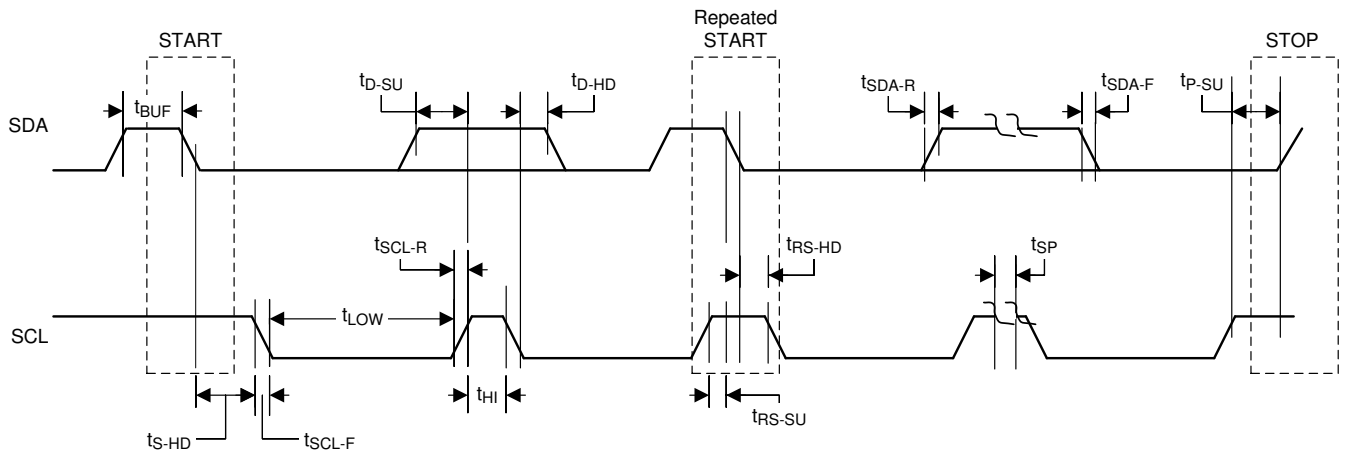 START
Repeated
START
STOP
tBUF
tD-SU
tD-HD
tSDA-R
tSDA-F
tP-SU
SDA
tSCL-R
tRS-HD
tSP
tLOW
SCL
tHI
tRS-SU
tS-HD
tSCL-F